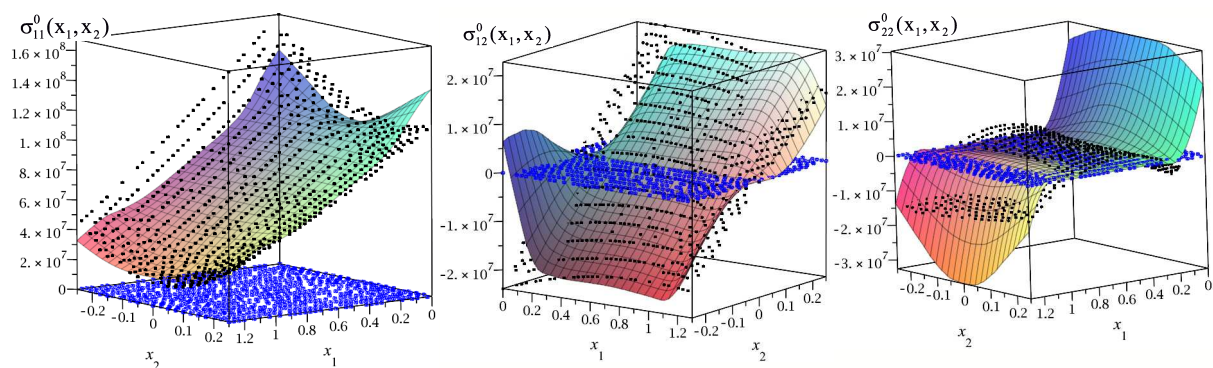 σ⁰₁₁(x₁,x₂)
1.6 × 10⁸
1.4 × 10⁸
1.2 × 10⁸
1. × 10⁸
8. × 10⁷
6. × 10⁷
4. × 10⁷
2. × 10⁷
0
-0.2
-0.1
0
0.1
0.2
x₂
1.2
1
0.8
0.6
0.4
0.2
0
x₁
σ⁰₁₂(x₁,x₂)
2. × 10⁷
1. × 10⁷
0
-1. × 10⁷
-2. × 10⁷
0
0.2
0.4
0.6
0.8
1
1.2
x₁
-0.2
-0.1
0
0.1
0.2
x₂
σ⁰₂₂(x₁,x₂)
3. × 10⁷
2. × 10⁷
1. × 10⁷
0
-1. × 10⁷
-2. × 10⁷
-3. × 10⁷
-0.2
-0.1
0
0.1
0.2
x₂
1.2
1
0.8
0.6
0.4
0.2
0
x₁